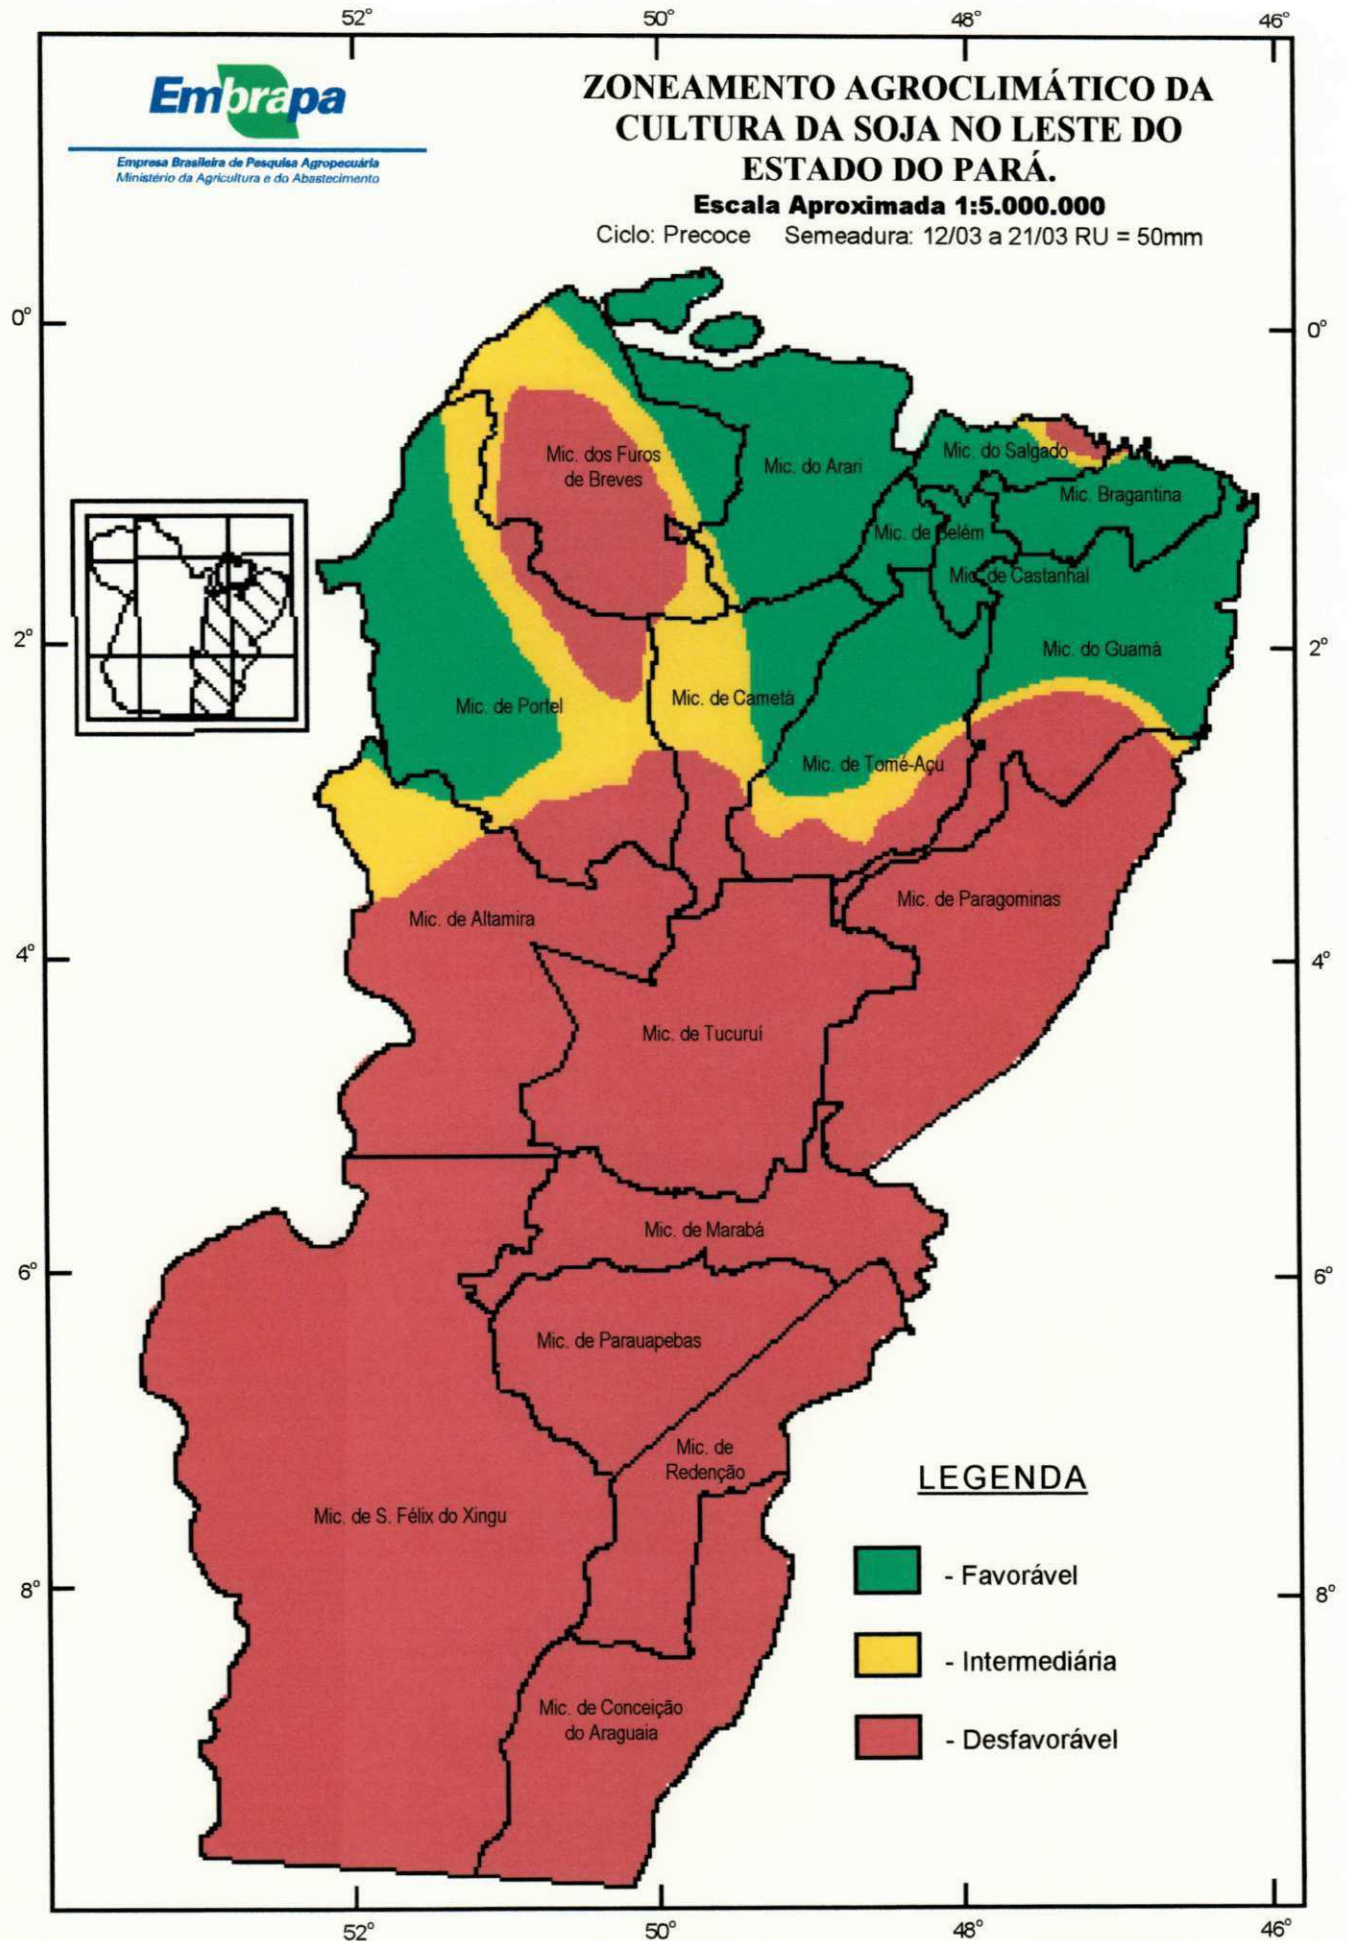 52°
50°
48°
46°
Embrapa
Empresa Brasileira de Pesquisa Agropecuária
Ministério da Agricultura e do Abastecimento
ZONEAMENTO AGROCLIMÁTICO DA
CULTURA DA SOJA NO LESTE DO
ESTADO DO PARÁ.
Escala Aproximada 1:5.000.000
Ciclo: Precoce Semeadura: 12/03 a 21/03 RU = 50mm
0°
0°
Mic. dos Furos
de Breves
Mic. do Arari
Mic. do Salgado
Mic. Bragantina
Mic. de Belém
Mic. de Castanhal
2°
2°
Mic. do Guamá
Mic. de Portel
Mic. de Cametá
Mic. de Tomé-Açu
Mic. de Altamira
Mic. de Paragominas
4°
4°
Mic. de Tucuruí
Mic. de Marabá
6°
6°
Mic. de Parauapebas
Mic. de
Redenção
Mic. de S. Félix do Xingu
LEGENDA
- Favorável
8°
8°
- Intermediária
Mic. de Conceição
do Araguaia
- Desfavorável
52°
50°
48°
46°